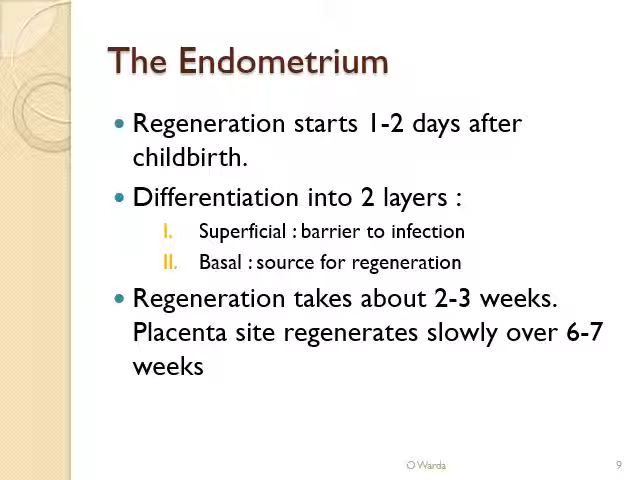 The Endometrium
• Regeneration starts 1-2 days after
childbirth.
• Differentiation into 2 layers :
I. Superficial : barrier to infection
II. Basal : source for regeneration
• Regeneration takes about 2-3 weeks.
Placenta site regenerates slowly over 6-7
weeks
O Warda
9